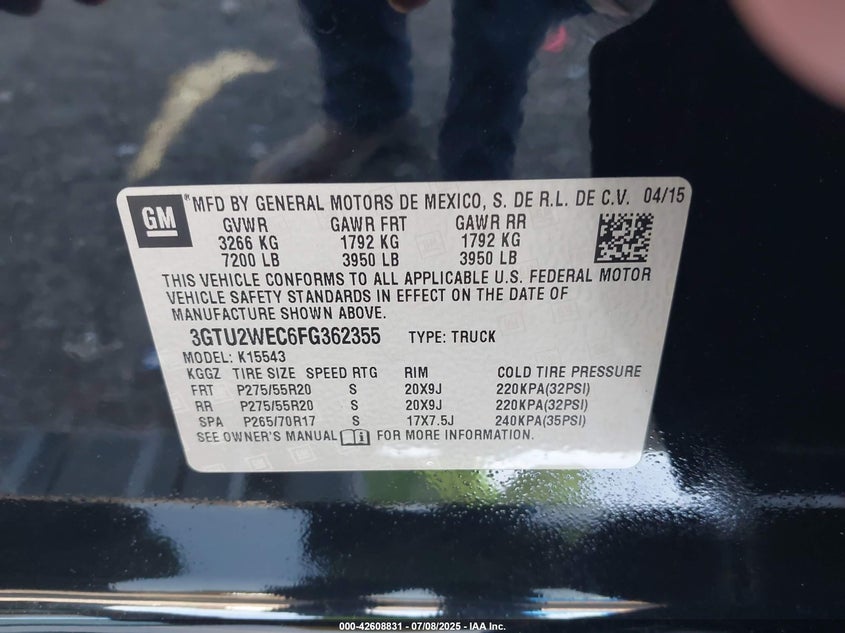 GM
® MFD BY GENERAL MOTORS DE MEXICO, S. DE R.L. DE C.V. 04/15
GVWR GAWR FRT GAWR RR
3266 KG 1792 KG 1792 KG
7200 LB 3950 LB 3950 LB
THIS VEHICLE CONFORMS TO ALL APPLICABLE U.S. FEDERAL MOTOR
VEHICLE SAFETY STANDARDS IN EFFECT ON THE DATE OF
MANUFACTURE SHOWN ABOVE.
3GTU2WEC6FG362355 TYPE: TRUCK
MODEL: K15543
KGGZ TIRE SIZE SPEED RTG RIM COLD TIRE PRESSURE
FRT P275/55R20 S 20X9J 220KPA(32PSI)
RR P275/55R20 S 20X9J 220KPA(32PSI)
SPA P265/70R17 S 17X7.5J 240KPA(35PSI)
SEE OWNER'S MANUAL FOR MORE INFORMATION.
000-42608831 - 07/08/2025 - IAA Inc.